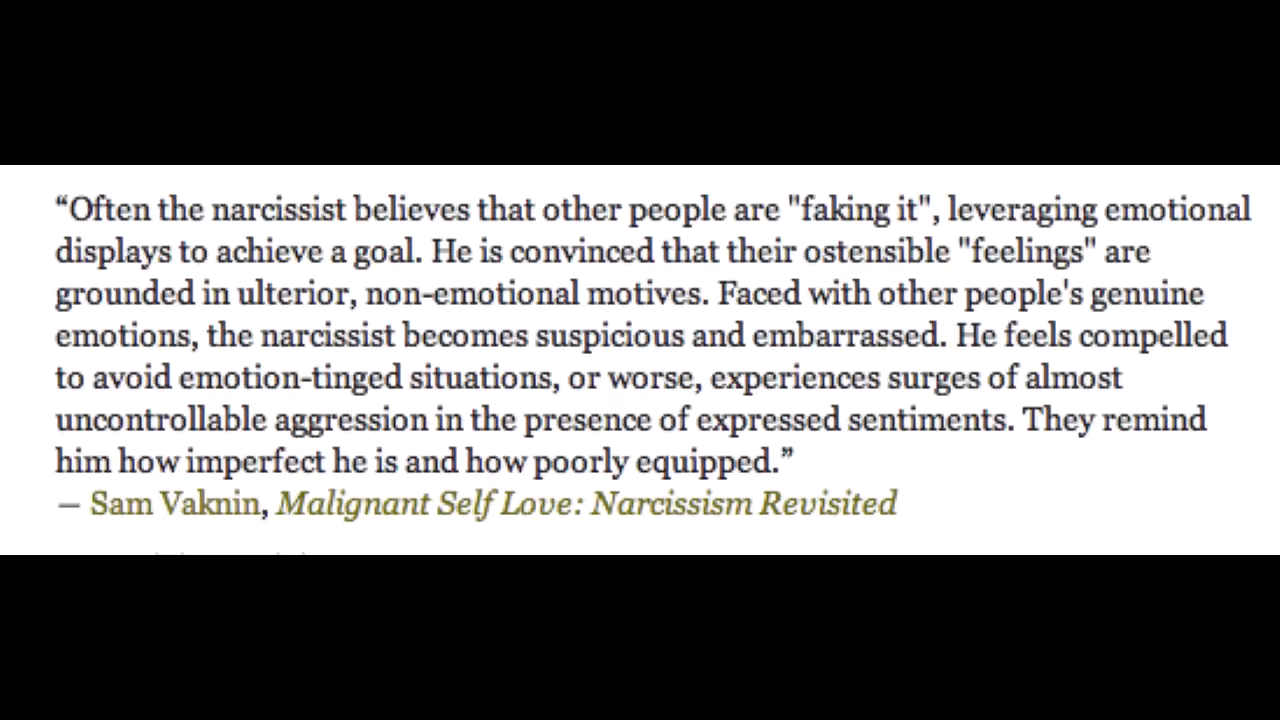 “Often the narcissist believes that other people are "faking it", leveraging emotional
displays to achieve a goal. He is convinced that their ostensible "feelings" are
grounded in ulterior, non-emotional motives. Faced with other people's genuine
emotions, the narcissist becomes suspicious and embarrassed. He feels compelled
to avoid emotion-tinged situations, or worse, experiences surges of almost
uncontrollable aggression in the presence of expressed sentiments. They remind
him how imperfect he is and how poorly equipped.”
― Sam Vaknin, Malignant Self Love: Narcissism Revisited